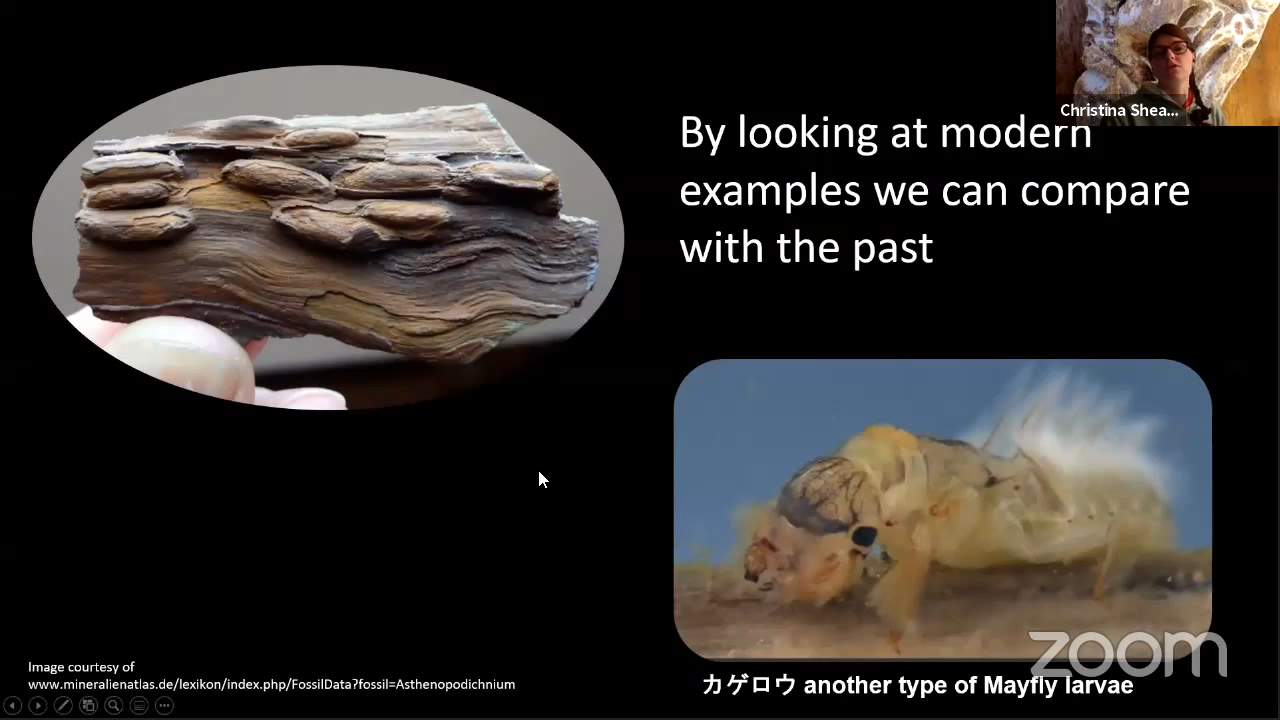 Christina Shea...
By looking at modern
examples we can compare
with the past
Image courtesy of
www.mineralienatlas.de/lexikon/index.php/FossilData?fossil=Asthenopodichnium
zoom
カゲロウ another type of Mayfly larvae